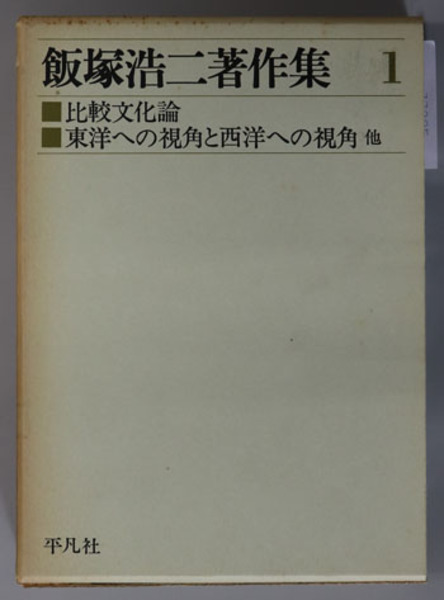 飯塚浩二著作集 1
■比較文化論
■東洋への視角と西洋への視角 他
平凡社